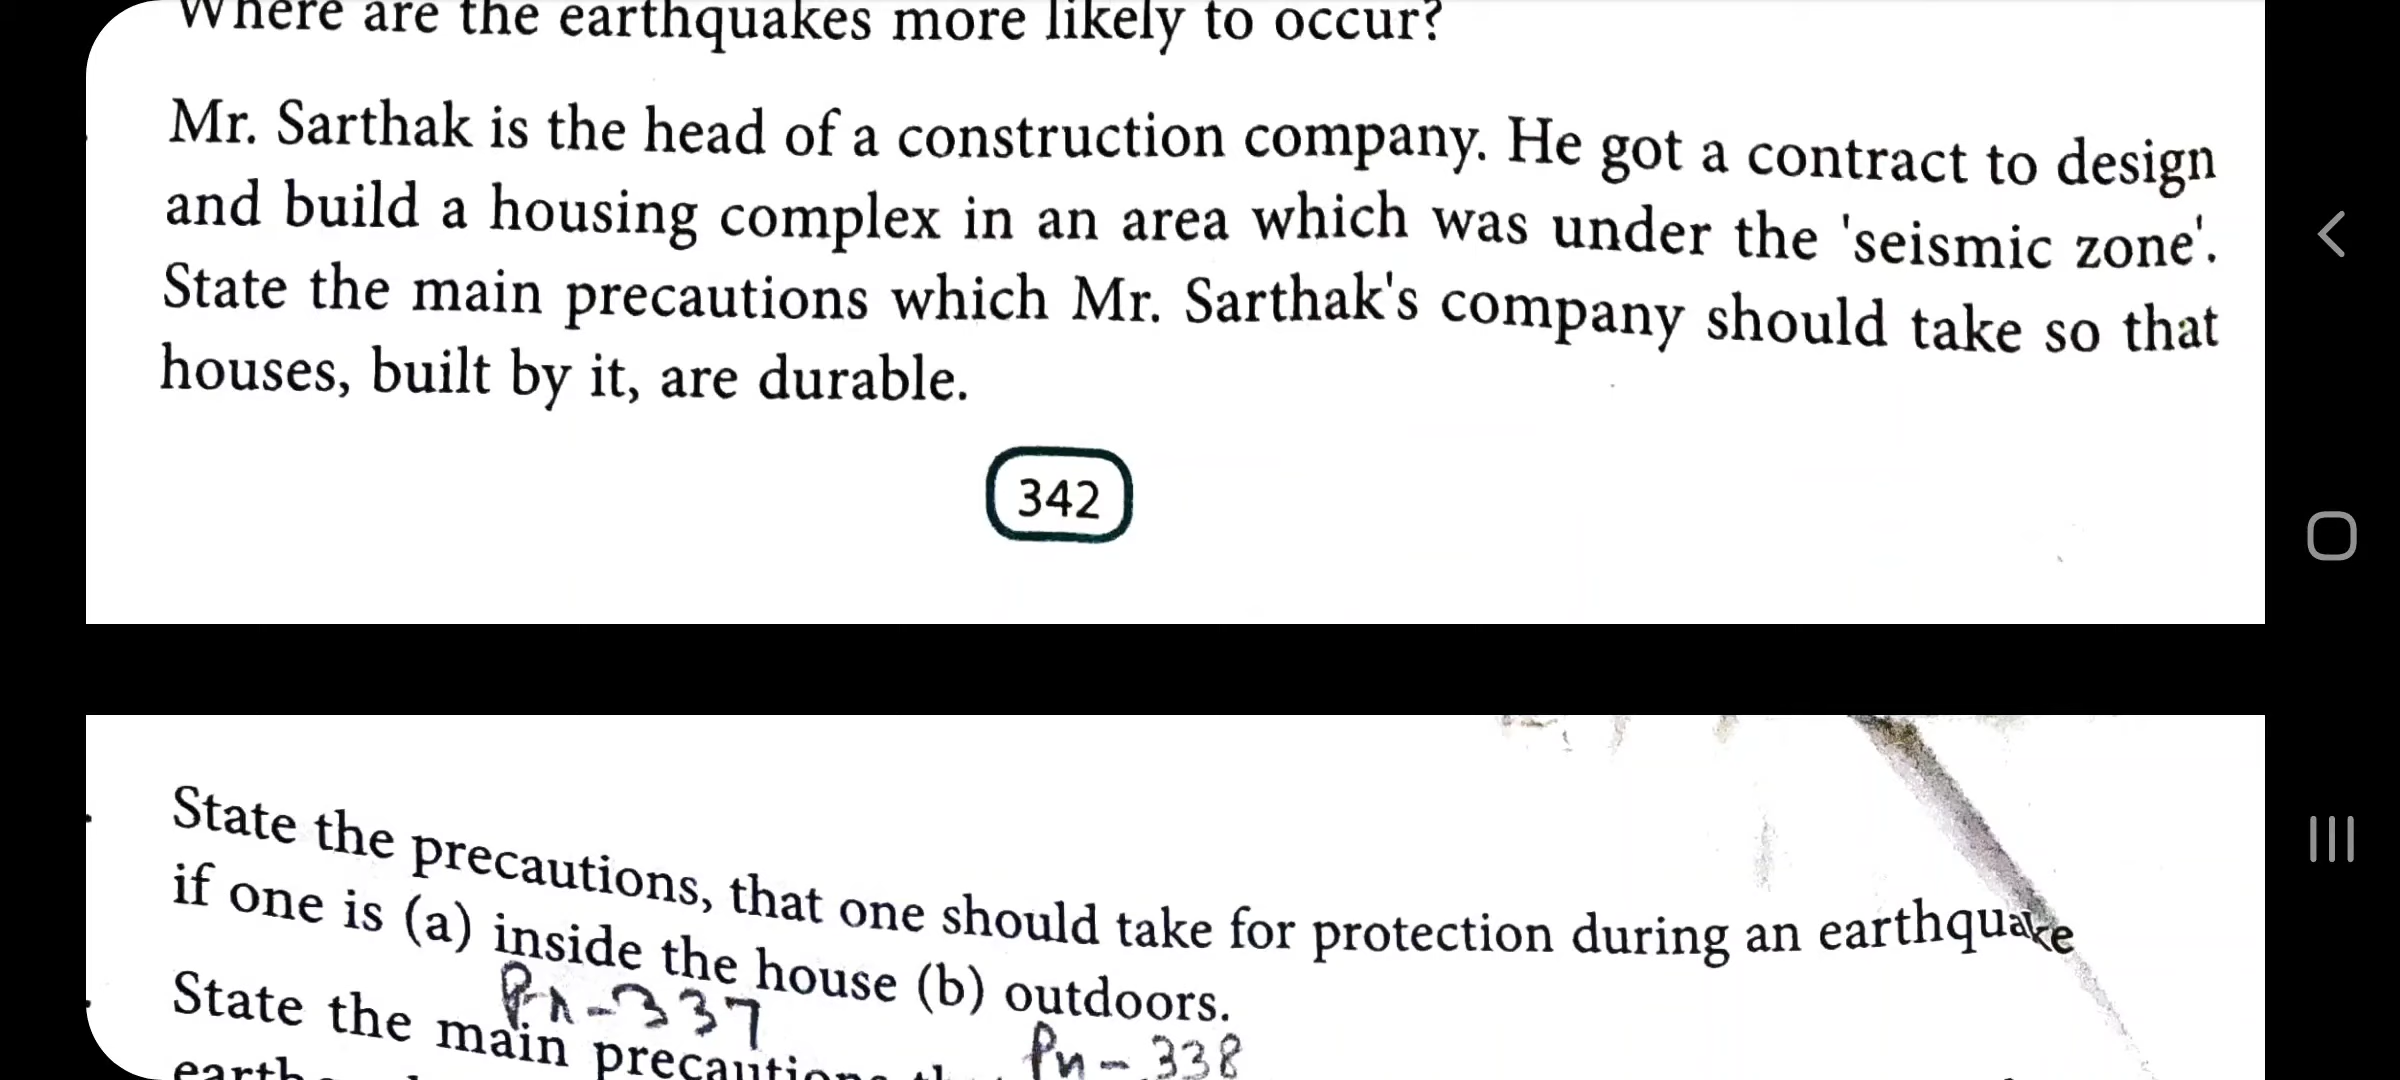 Where are the earthquakes more likely to occur?
Mr. Sarthak is the head of a construction company. He got a contract to design
and build a housing complex in an area which was under the 'seismic zone'.
State the main precautions which Mr. Sarthak's company should take so that
houses, built by it, are durable.
342
State the precautions, that one should take for protection during an earthquake
if one is (a) inside the house (b) outdoors.
Pn-337
State the main precautions
Pn-338